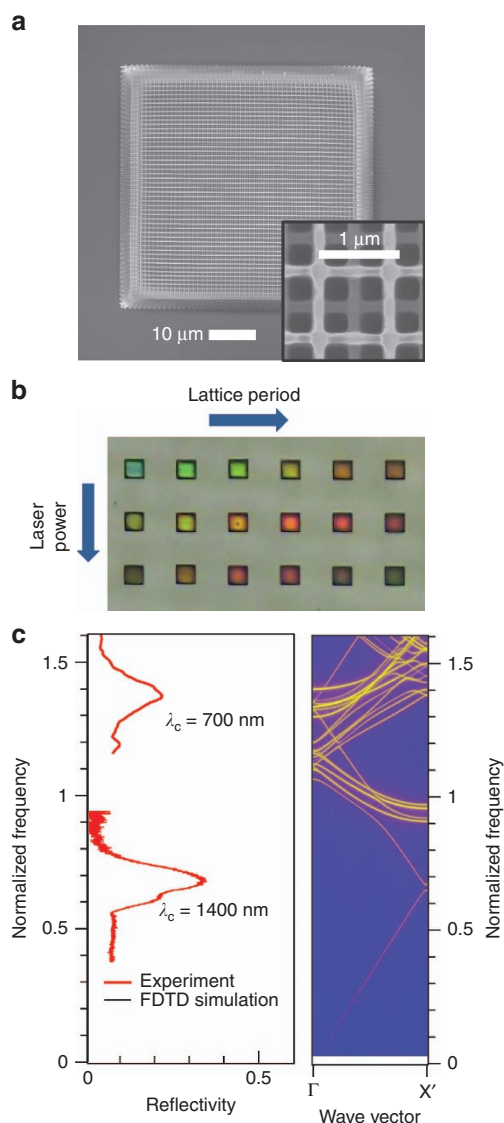 a
10 μm
1 μm
b
Lattice period
Laser
power
c
1.5
1
0.5
0
Normalized frequency
λc = 700 nm
λc = 1400 nm
Experiment
FDTD simulation
0
0.5
Reflectivity
1.5
1
0.5
0
Normalized frequency
Γ
X′
Wave vector